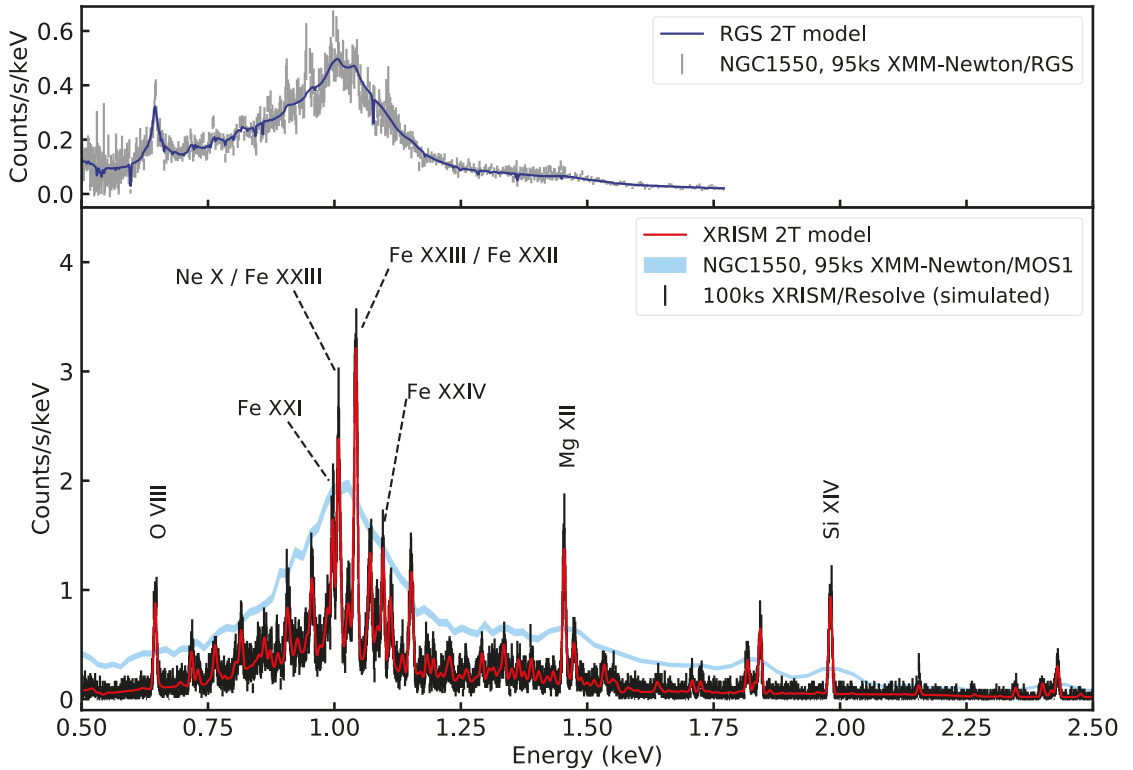 Counts/s/keV
0.6
0.4
0.2
0.0
RGS 2T model
NGC1550, 95ks XMM-Newton/RGS
Counts/s/keV
4
3
2
1
0
XRISM 2T model
NGC1550, 95ks XMM-Newton/MOS1
100ks XRISM/Resolve (simulated)
Fe XXIII / Fe XXII
Ne X / Fe XXIII
Fe XXI
Fe XXIV
O VIII
Mg XII
Si XIV
0.50 0.75 1.00 1.25 1.50 1.75 2.00 2.25 2.50
Energy (keV)